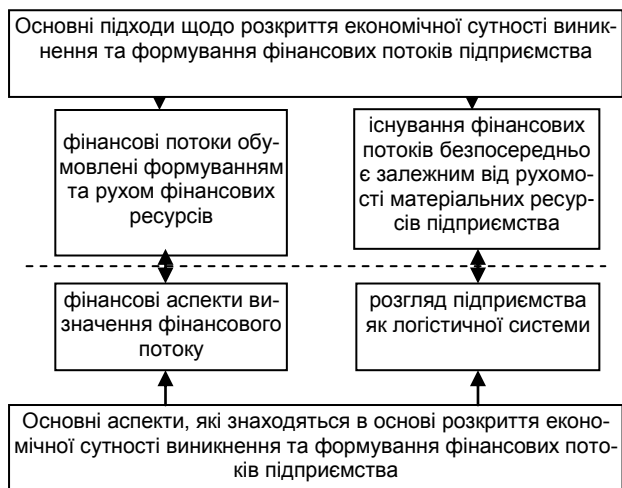 Основні підходи щодо розкриття економічної сутності виник-
нення та формування фінансових потоків підприємства
фінансові потоки обу-
мовлені формуванням
та рухом фінансових
ресурсів
існування фінансових
потоків безпосередньо
є залежним від рухомо-
сті матеріальних ресур-
сів підприємства
фінансові аспекти ви-
значення фінансового
потоку
розгляд підприємства
як логістичної системи
Основні аспекти, які знаходяться в основі розкриття еконо-
мічної сутності виникнення та формування фінансових пото-
ків підприємства